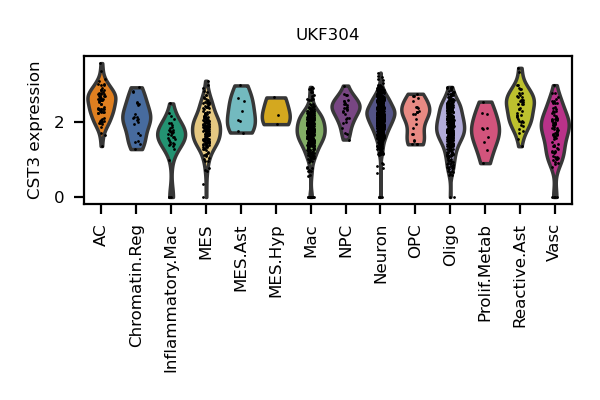 UKF304
CST3 expression
2
0
AC
Chromatin.Reg
Inflammatory.Mac
MES
MES.Ast
MES.Hyp
Mac
NPC
Neuron
OPC
Oligo
Prolif.Metab
Reactive.Ast
Vasc